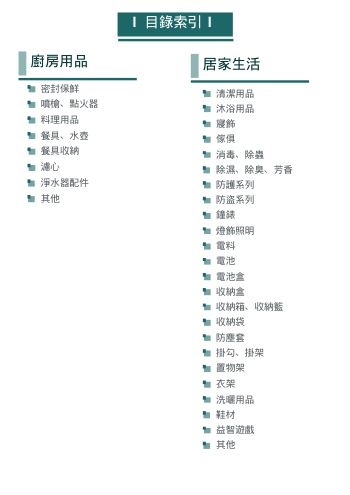 I 目錄索引 I
廚房用品
密封保鮮
噴槍、點火器
料理用品
餐具、水壺
餐具收納
濾心
淨水器配件
其他
居家生活
清潔用品
沐浴用品
寢飾
傢俱
消毒、除蟲
除濕、除臭、芳香
防護系列
防盜系列
鐘錶
燈飾照明
電料
電池
電池盒
收納盒
收納箱、收納籃
收納袋
防塵套
掛勾、掛架
置物架
衣架
洗曬用品
鞋材
益智遊戲
其他